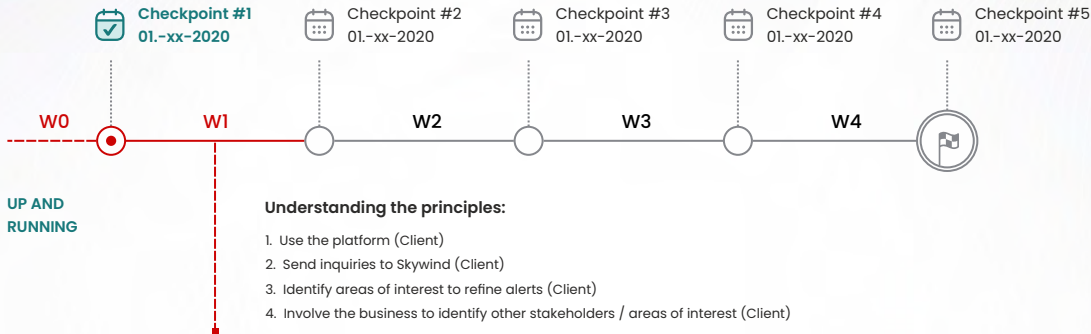 Checkpoint #1
01.-xx-2020
Checkpoint #2
01.-xx-2020
Checkpoint #3
01.-xx-2020
Checkpoint #4
01.-xx-2020
Checkpoint #5
01.-xx-2020
W0
W1
W2
W3
W4
UP AND
RUNNING
Understanding the principles:
1. Use the platform (Client)
2. Send inquiries to Skywind (Client)
3. Identify areas of interest to refine alerts (Client)
4. Involve the business to identify other stakeholders / areas of interest (Client)